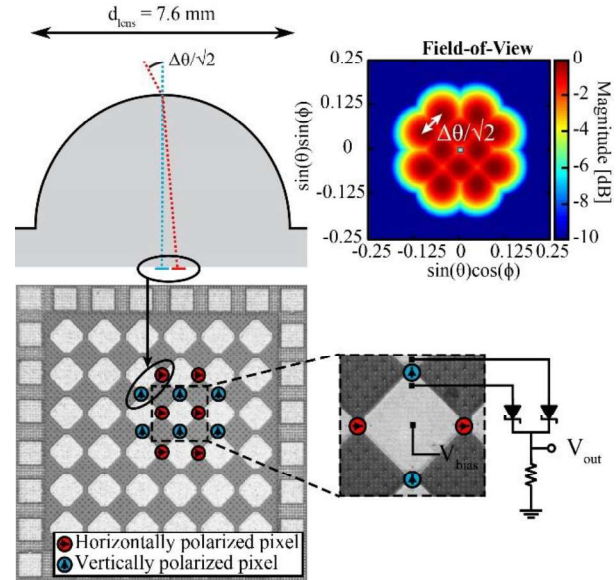 d_lens = 7.6 mm
Δθ/√2
Field-of-View
sin(θ)sin(ϕ)
0.25
0.125
0
-0.125
-0.25
-0.25
-0.125
0
0.125
0.25
sin(θ)cos(ϕ)
Δθ/√2
0
-2
-4
-6
-8
-10
Magnitude [dB]
V_bias
V_out
Horizontally polarized pixel
Vertically polarized pixel